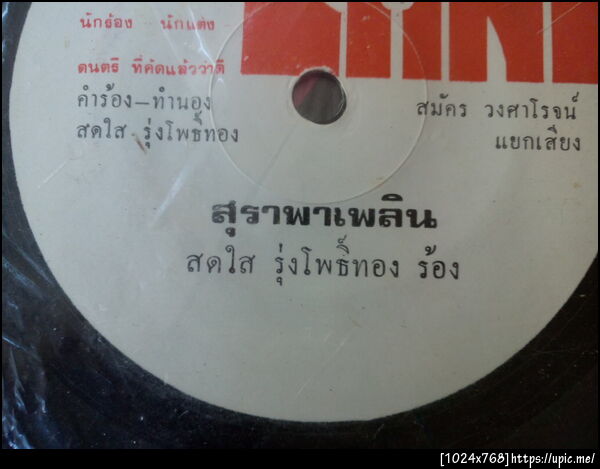 นักร้อง นักแต่ง
ดนตรี ที่คัดแล้วว่าดี
คำร้อง–ทำนอง
สดใส รุ่งโพธิ์ทอง
สมัคร วงศาโรจน์
แยกเสียง
สุราพาเพลิน
สดใส รุ่งโพธิ์ทอง ร้อง
[1024x768]https://upic.me/